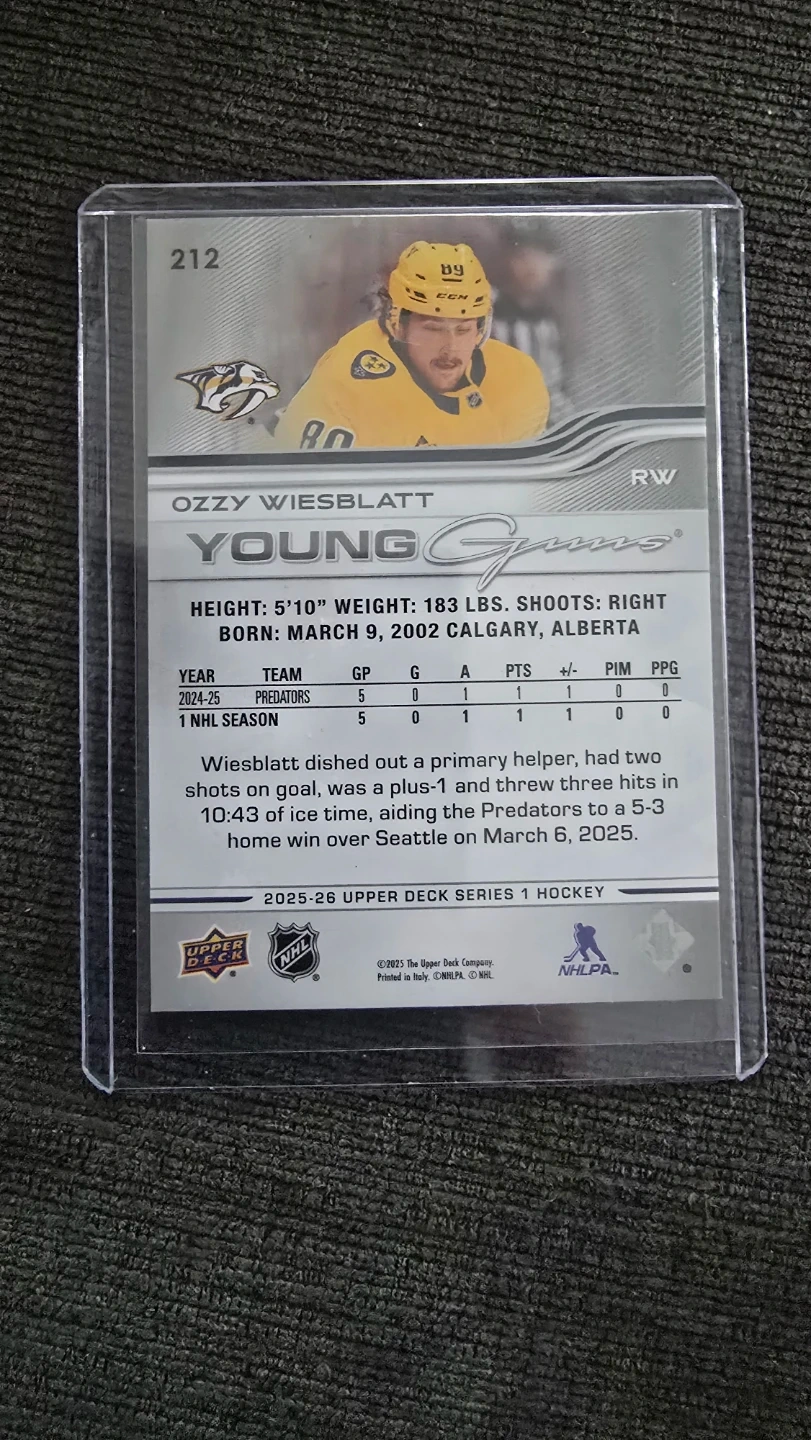 212
89
CCM
89
RW
OZZY WIESBLATT
YOUNG Guns®
HEIGHT: 5'10" WEIGHT: 183 LBS. SHOOTS: RIGHT
BORN: MARCH 9, 2002 CALGARY, ALBERTA
YEAR TEAM GP G A PTS +/- PIM PPG
2024-25 PREDATORS 5 0 1 1 1 0 0
1 NHL SEASON 5 0 1 1 1 0 0
Wiesblatt dished out a primary helper, had two
shots on goal, was a plus-1 and threw three hits in
10:43 of ice time, aiding the Predators to a 5-3
home win over Seattle on March 6, 2025.
2025-26 UPPER DECK SERIES 1 HOCKEY
UPPER
DECK
NHL
©2025 The Upper Deck Company.
Printed in Italy. ©NHLPA. © NHL.
NHLPA™